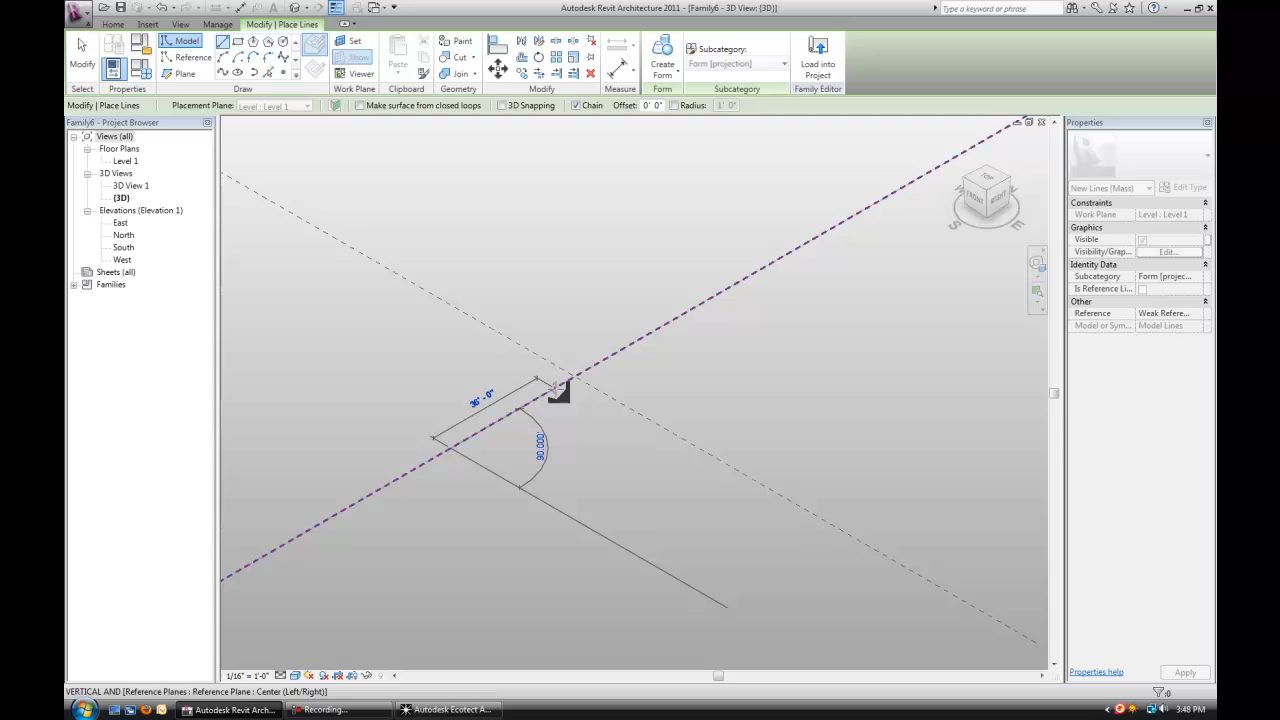 Autodesk Revit Architecture 2011 - [Family6 - 3D View: {3D}]
Type a keyword or phrase
Home Insert View Manage Modify | Place Lines
Modify
Model
Reference
Plane
Set
Show
Viewer
Paste
Paint
Cut
Join
Create
Form
Subcategory:
Form [projection]
Load into
Project
Select Properties Draw Work Plane Clipboard Geometry Modify Measure Form Subcategory Family Editor
Modify | Place Lines Placement Plane: Level : Level 1 Make surface from closed loops 3D Snapping Chain Offset: 0' 0" Radius: 1' 0"
Family6 - Project Browser
Views (all)
Floor Plans
Level 1
3D Views
3D View 1
{3D}
Elevations (Elevation 1)
East
North
South
West
Sheets (all)
Families
TOP
FRONT
RIGHT
S
E
36' - 0"
90.000°
Properties
New Lines (Mass) Edit Type
Constraints
Work Plane Level : Level 1
Graphics
Visible
Visibility/Grap... Edit...
Identity Data
Subcategory Form [projec...
Is Reference Li...
Other
Reference Weak Refere...
Model or Sym... Model Lines
Properties help Apply
1/16" = 1'-0"
VERTICAL AND [Reference Planes : Reference Plane : Center (Left/Right)]
:0
Autodesk Revit Arch... Recording... Autodesk Ecotect A... 3:48 PM